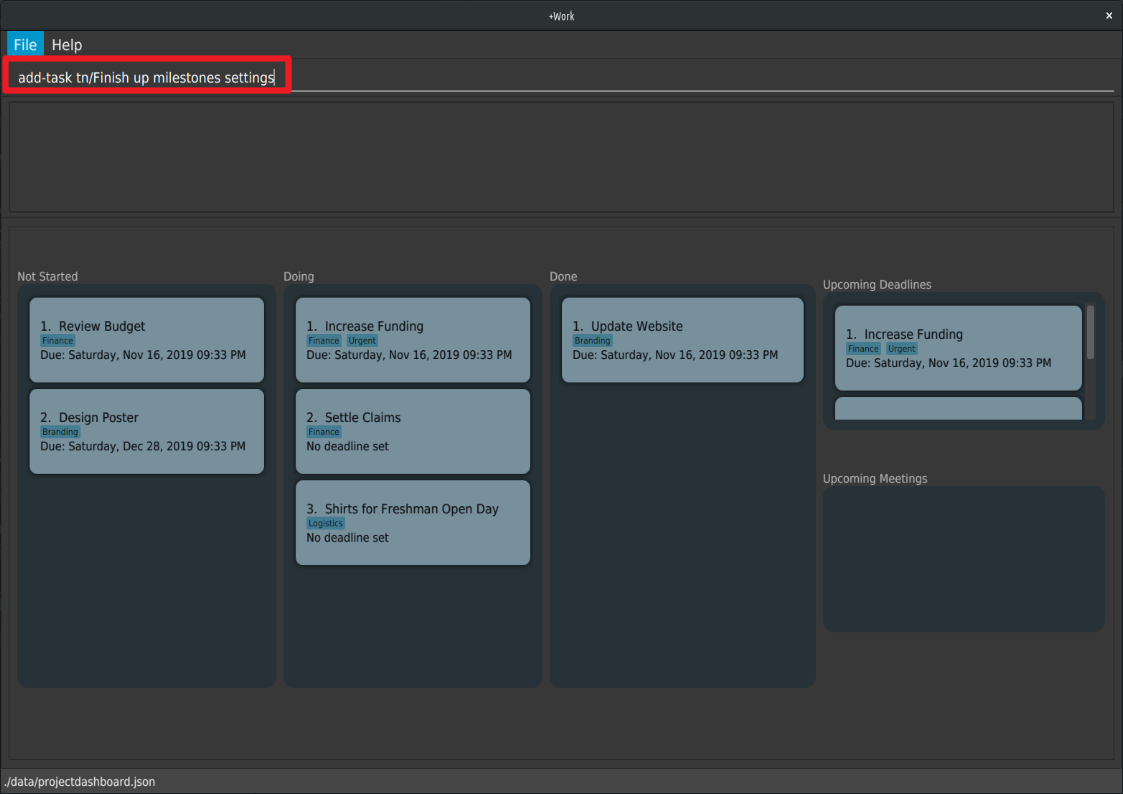 +Work
×
File Help
add-task tn/Finish up milestones settings
Not Started
1. Review Budget
Finance
Due: Saturday, Nov 16, 2019 09:33 PM
2. Design Poster
Branding
Due: Saturday, Dec 28, 2019 09:33 PM
Doing
1. Increase Funding
Finance Urgent
Due: Saturday, Nov 16, 2019 09:33 PM
2. Settle Claims
Finance
No deadline set
3. Shirts for Freshman Open Day
Logistics
No deadline set
Done
1. Update Website
Branding
Due: Saturday, Nov 16, 2019 09:33 PM
Upcoming Deadlines
1. Increase Funding
Finance Urgent
Due: Saturday, Nov 16, 2019 09:33 PM
Upcoming Meetings
./data/projectdashboard.json